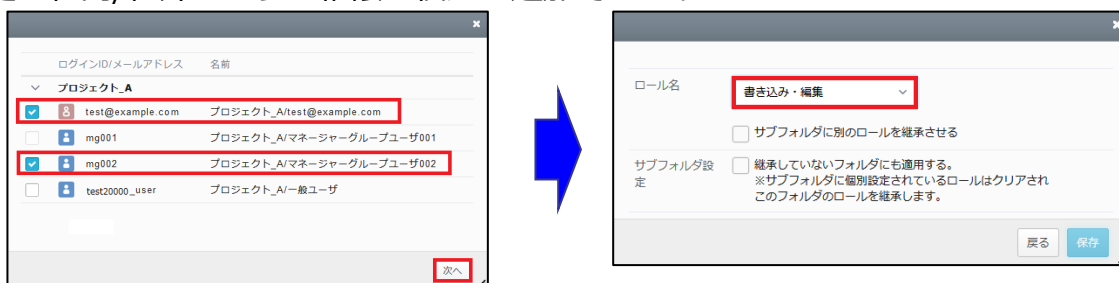 ×
ログインID/メールアドレス 名前
プロジェクト_A
test@example.com プロジェクト_A/test@example.com
mg001 プロジェクト_A/マネージャーグループユーザ001
mg002 プロジェクト_A/マネージャーグループユーザ002
test20000_user プロジェクト_A/一般ユーザ
次へ
×
ロール名 書き込み・編集
サブフォルダに別のロールを継承させる
サブフォルダ設定 継承していないフォルダにも適用する。
※サブフォルダに個別設定されているロールはクリアされ
このフォルダのロールを継承します。
戻る 保存